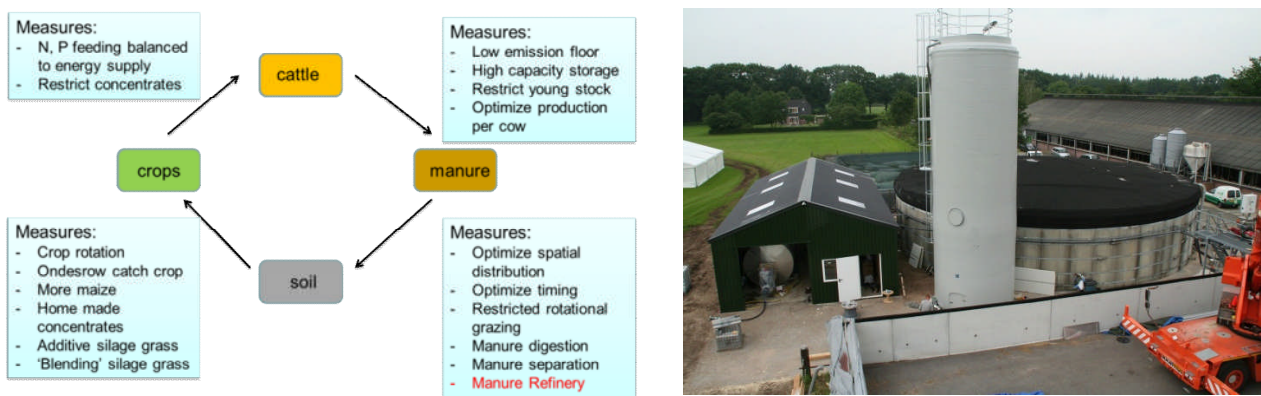 Measures:
- N, P feeding balanced
to energy supply
- Restrict concentrates
cattle
Measures:
- Low emission floor
- High capacity storage
- Restrict young stock
- Optimize production
per cow
crops
manure
Measures:
- Crop rotation
- Ondesrow catch crop
- More maize
- Home made
concentrates
- Additive silage grass
- ‘Blending’ silage grass
soil
Measures:
- Optimize spatial
distribution
- Optimize timing
- Restricted rotational
grazing
- Manure digestion
- Manure separation
- Manure Refinery